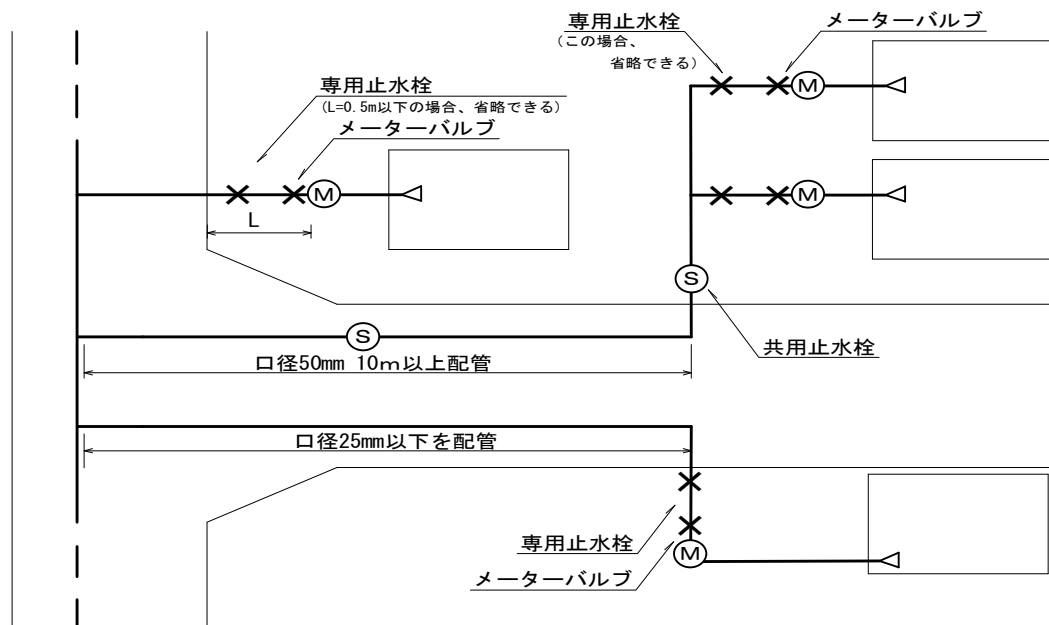 専用止水栓
(この場合、
省略できる)
メーターバルブ
M
M
専用止水栓
(L=0.5m以下の場合、省略できる)
メーターバルブ
M
L
S
共用止水栓
S
口径50mm 10m以上配管
口径25mm以下を配管
専用止水栓
メーターバルブ
M